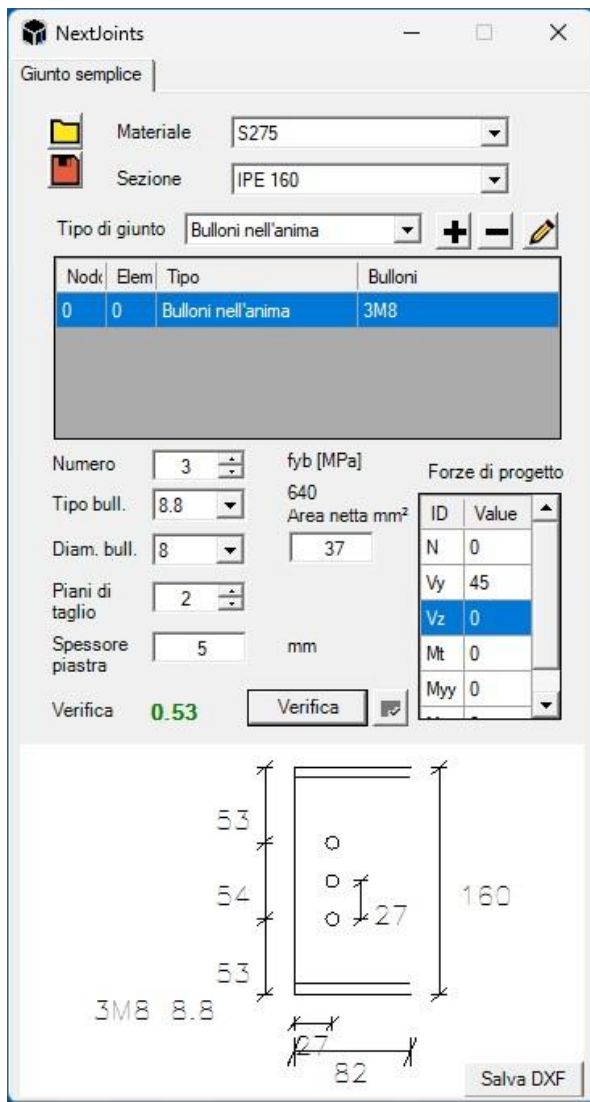 NextJoints
Giunto semplice
Materiale S275
Sezione IPE 160
Tipo di giunto Bulloni nell'anima
Elem Tipo Bulloni
0 0 Bulloni nell'anima 3M8
Numero 3 fyb [MPa] Forze di progetto
Tipo bull. 8.8 640
Area netta mm² ID Value
Diam. bull. 8 37 N 0
Piani di taglio 2 Vy 45
Vz 0
Spessore piastra 5 mm Mt 0
Myy 0
Verifica 0.53 Verifica
53
54 160
27
53
3M8 8.8
27
82
Salva DXF